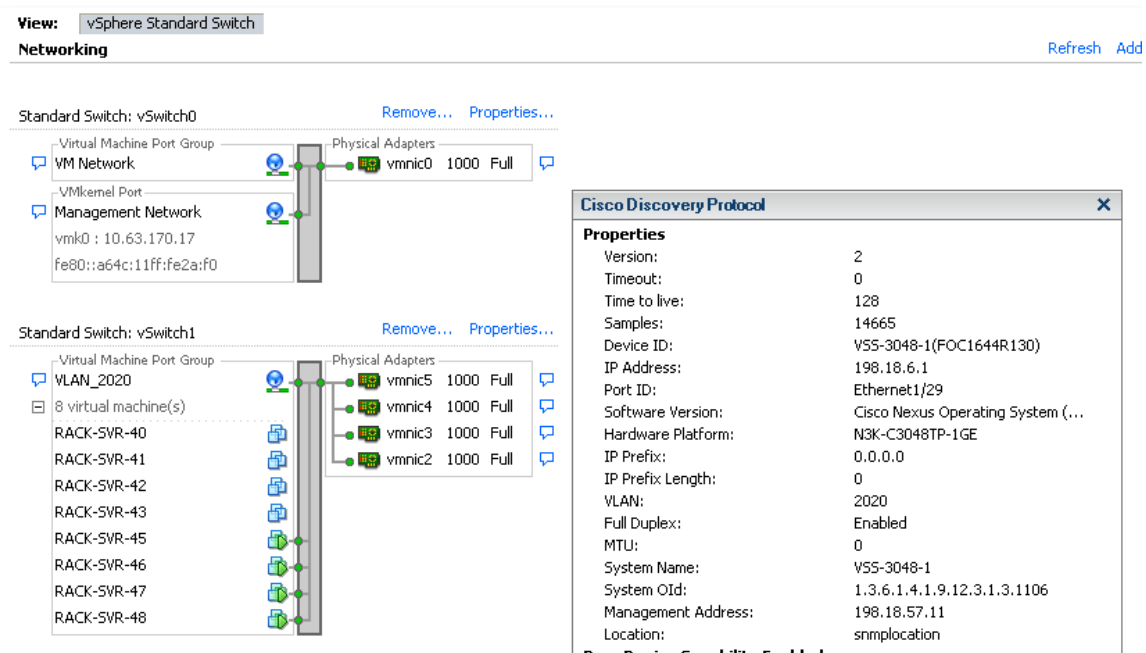 View: vSphere Standard Switch
Networking
Refresh Add
Standard Switch: vSwitch0 Remove... Properties...
Virtual Machine Port Group
VM Network
Physical Adapters
vmnic0 1000 Full
VMkernel Port
Management Network
vmk0 : 10.63.170.17
fe80::a64c:11ff:fe2a:f0
Standard Switch: vSwitch1 Remove... Properties...
Virtual Machine Port Group
VLAN_2020
8 virtual machine(s)
RACK-SVR-40
RACK-SVR-41
RACK-SVR-42
RACK-SVR-43
RACK-SVR-45
RACK-SVR-46
RACK-SVR-47
RACK-SVR-48
Physical Adapters
vmnic5 1000 Full
vmnic4 1000 Full
vmnic3 1000 Full
vmnic2 1000 Full
Cisco Discovery Protocol
Properties
Version: 2
Timeout: 0
Time to live: 128
Samples: 14665
Device ID: VSS-3048-1(FOC1644R130)
IP Address: 198.18.6.1
Port ID: Ethernet1/29
Software Version: Cisco Nexus Operating System (...
Hardware Platform: N3K-C3048TP-1GE
IP Prefix: 0.0.0.0
IP Prefix Length: 0
VLAN: 2020
Full Duplex: Enabled
MTU: 0
System Name: VSS-3048-1
System OId: 1.3.6.1.4.1.9.12.3.1.3.1106
Management Address: 198.18.57.11
Location: snmplocation